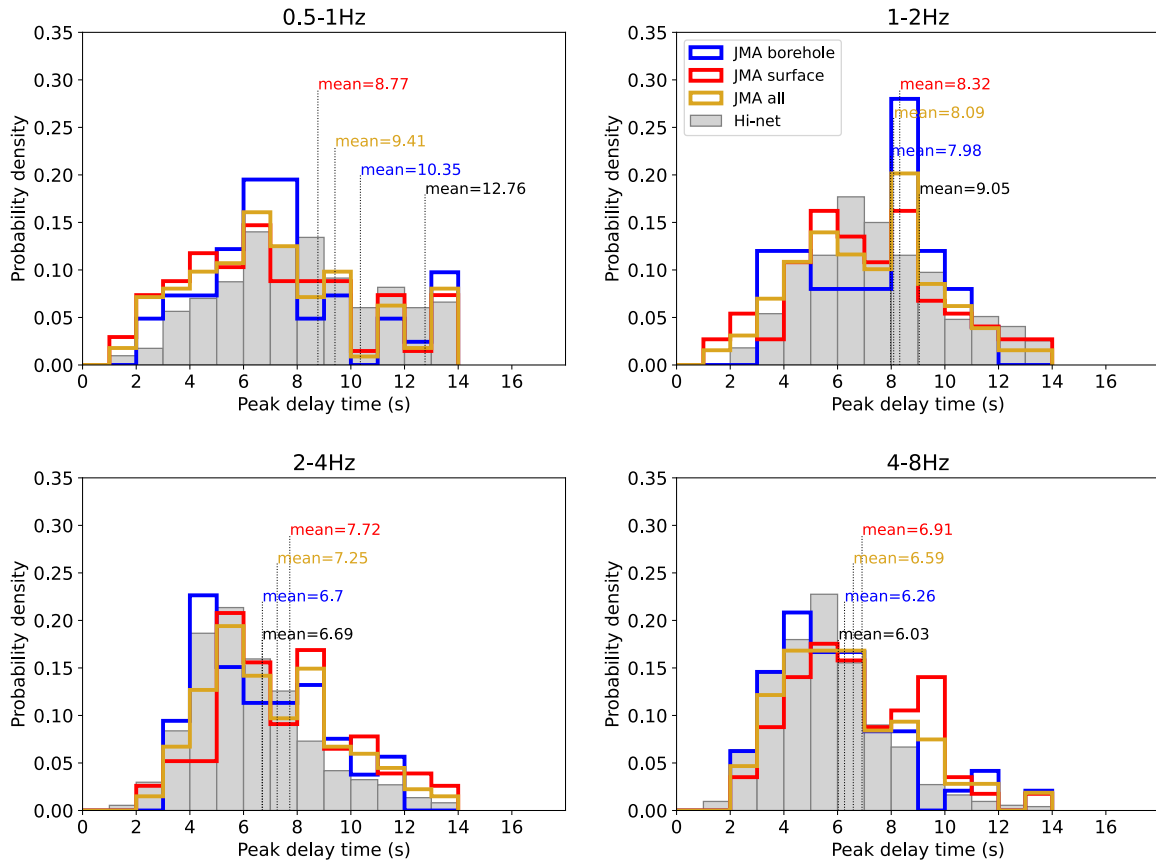 0.5-1Hz
0.35
0.30
0.25
0.20
0.15
0.10
0.05
0.00
Probability density
mean=8.77
mean=9.41
mean=10.35
mean=12.76
0 2 4 6 8 10 12 14 16
Peak delay time (s)
1-2Hz
0.35
0.30
0.25
0.20
0.15
0.10
0.05
0.00
Probability density
JMA borehole
JMA surface
JMA all
Hi-net
mean=8.32
mean=8.09
mean=7.98
mean=9.05
0 2 4 6 8 10 12 14 16
Peak delay time (s)
2-4Hz
0.35
0.30
0.25
0.20
0.15
0.10
0.05
0.00
Probability density
mean=7.72
mean=7.25
mean=6.7
mean=6.69
0 2 4 6 8 10 12 14 16
Peak delay time (s)
4-8Hz
0.35
0.30
0.25
0.20
0.15
0.10
0.05
0.00
Probability density
mean=6.91
mean=6.59
mean=6.26
mean=6.03
0 2 4 6 8 10 12 14 16
Peak delay time (s)